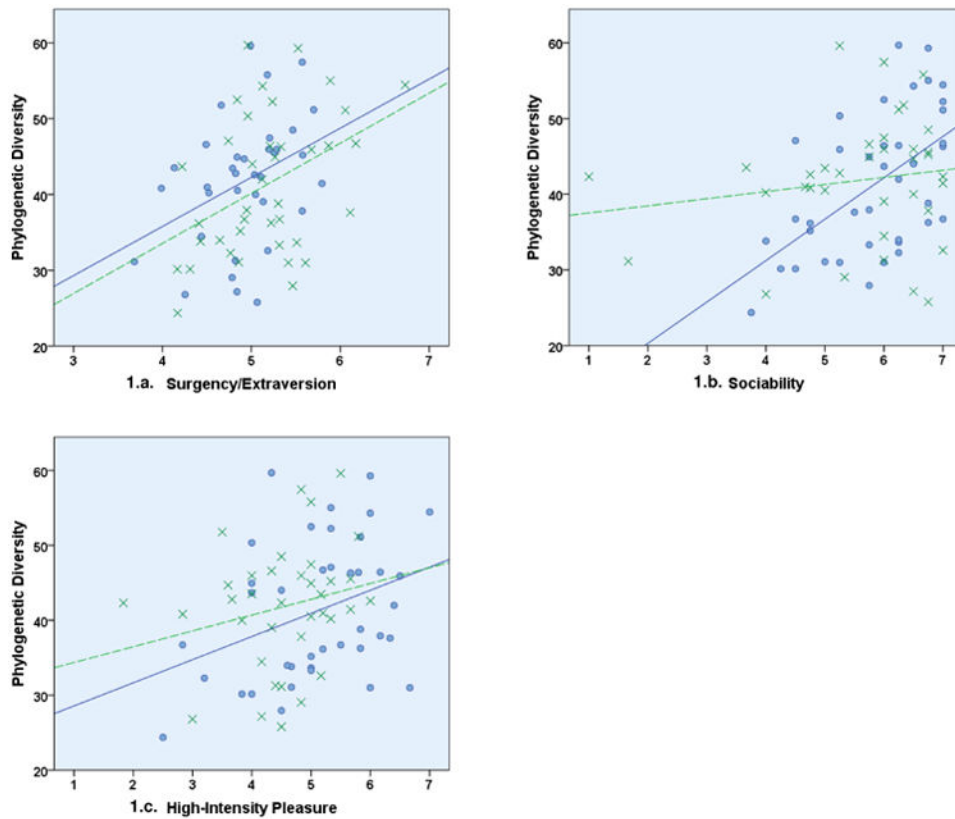 Phylogenetic Diversity
60
50
40
30
20
3 4 5 6 7
1.a. Surgency/Extraversion
Phylogenetic Diversity
60
50
40
30
20
1 2 3 4 5 6 7
1.b. Sociability
Phylogenetic Diversity
60
50
40
30
20
1 2 3 4 5 6 7
1.c. High-Intensity Pleasure